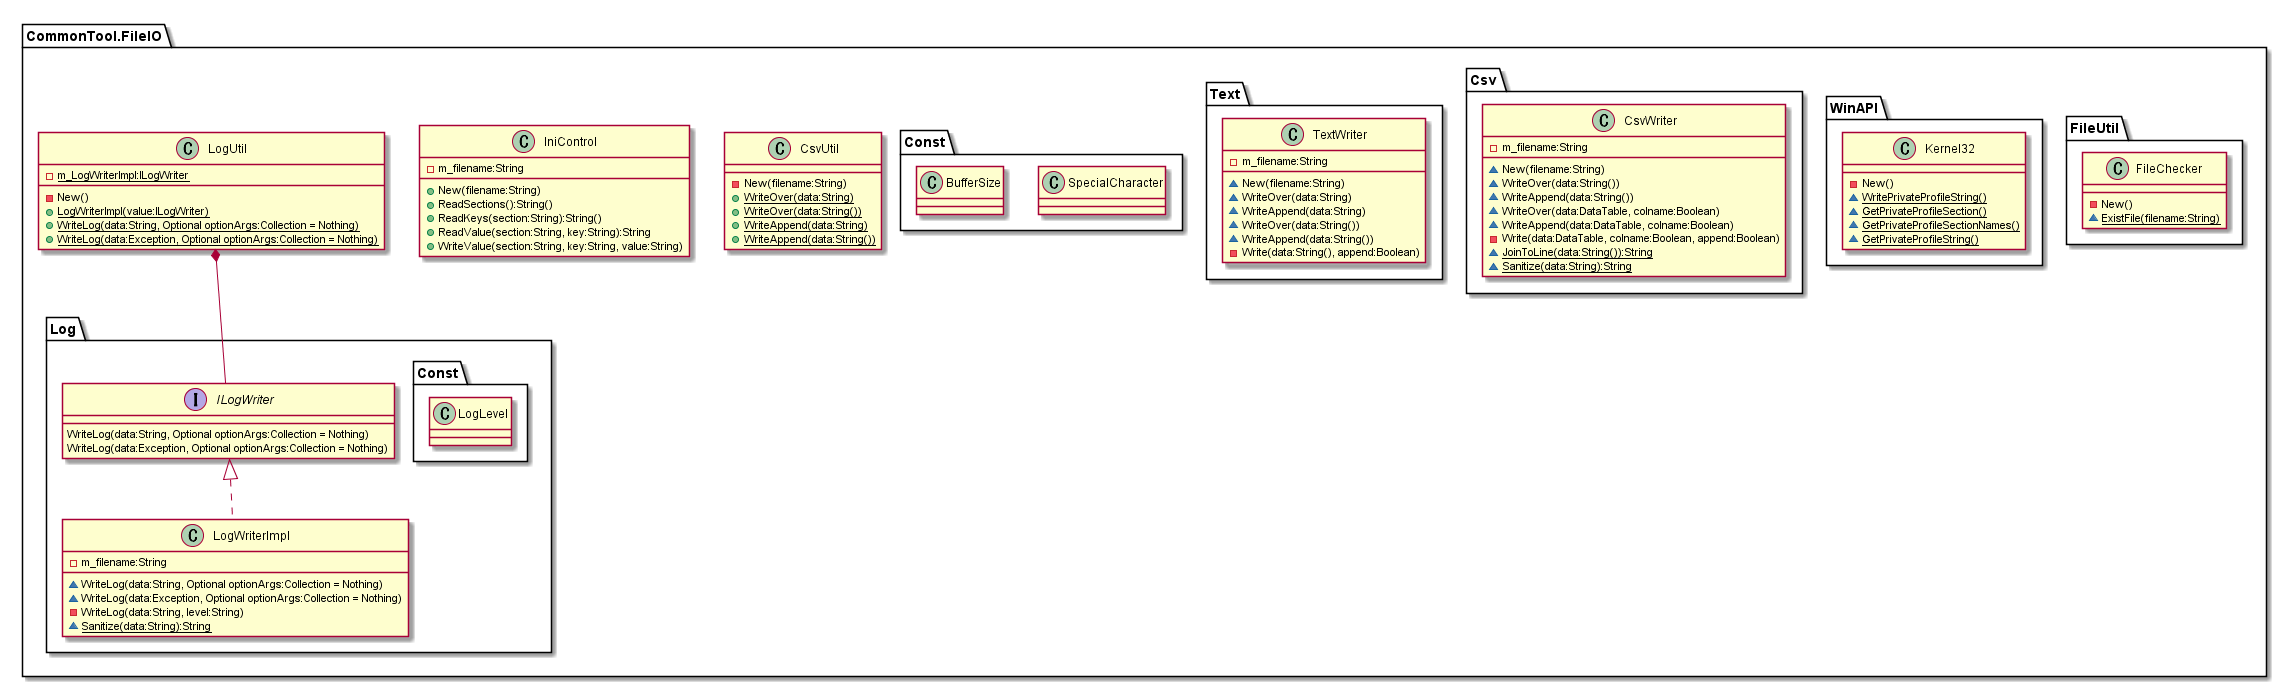 CommonTool.FileIO
C LogUtil
m_LogWriterImpl:ILogWriter
New()
LogWriterImpl(value:ILogWriter)
WriteLog(data:String, Optional optionArgs:Collection = Nothing)
WriteLog(data:Exception, Optional optionArgs:Collection = Nothing)
C IniControl
m_filename:String
New(filename:String)
ReadSections():String()
ReadKeys(section:String):String()
ReadValue(section:String, key:String):String
WriteValue(section:String, key:String, value:String)
C CsvUtil
New(filename:String)
WriteOver(data:String)
WriteOver(data:String())
WriteAppend(data:String)
WriteAppend(data:String())
Const
C BufferSize
C SpecialCharacter
Text
C TextWriter
m_filename:String
New(filename:String)
WriteOver(data:String)
WriteAppend(data:String)
WriteOver(data:String())
WriteAppend(data:String())
Write(data:String(), append:Boolean)
Csv
C CsvWriter
m_filename:String
New(filename:String)
WriteOver(data:String())
WriteAppend(data:String())
WriteOver(data:DataTable, colname:Boolean)
WriteAppend(data:DataTable, colname:Boolean)
Write(data:DataTable, colname:Boolean, append:Boolean)
JoinToLine(data:String()):String
Sanitize(data:String):String
WinAPI
C Kernel32
New()
WritePrivateProfileString()
GetPrivateProfileSection()
GetPrivateProfileSectionNames()
GetPrivateProfileString()
FileUtil
C FileChecker
New()
ExistFile(filename:String)
Log
I ILogWriter
WriteLog(data:String, Optional optionArgs:Collection = Nothing)
WriteLog(data:Exception, Optional optionArgs:Collection = Nothing)
Const
C LogLevel
C LogWriterImpl
m_filename:String
WriteLog(data:String, Optional optionArgs:Collection = Nothing)
WriteLog(data:Exception, Optional optionArgs:Collection = Nothing)
WriteLog(data:String, level:String)
Sanitize(data:String):String